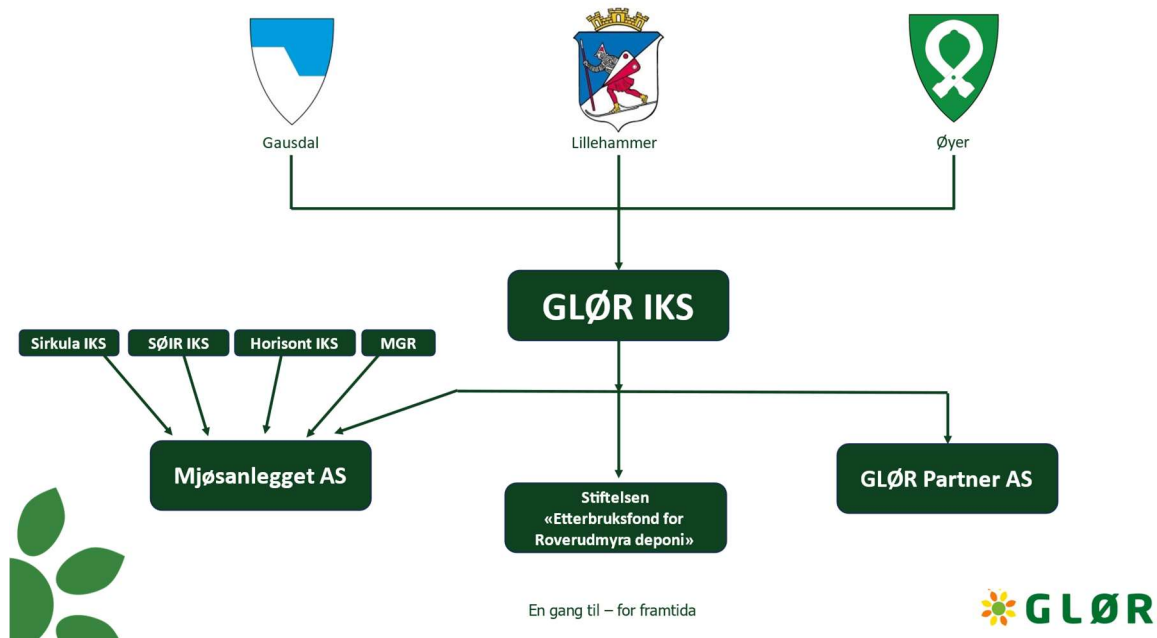 Gausdal
Lillehammer
Øyer
GLØR IKS
Sirkula IKS
SØIR IKS
Horisont IKS
MGR
Mjøsanlegget AS
Stiftelsen
«Etterbruksfond for
Roverudmyra deponi»
GLØR Partner AS
En gang til – for framtida
GLØR